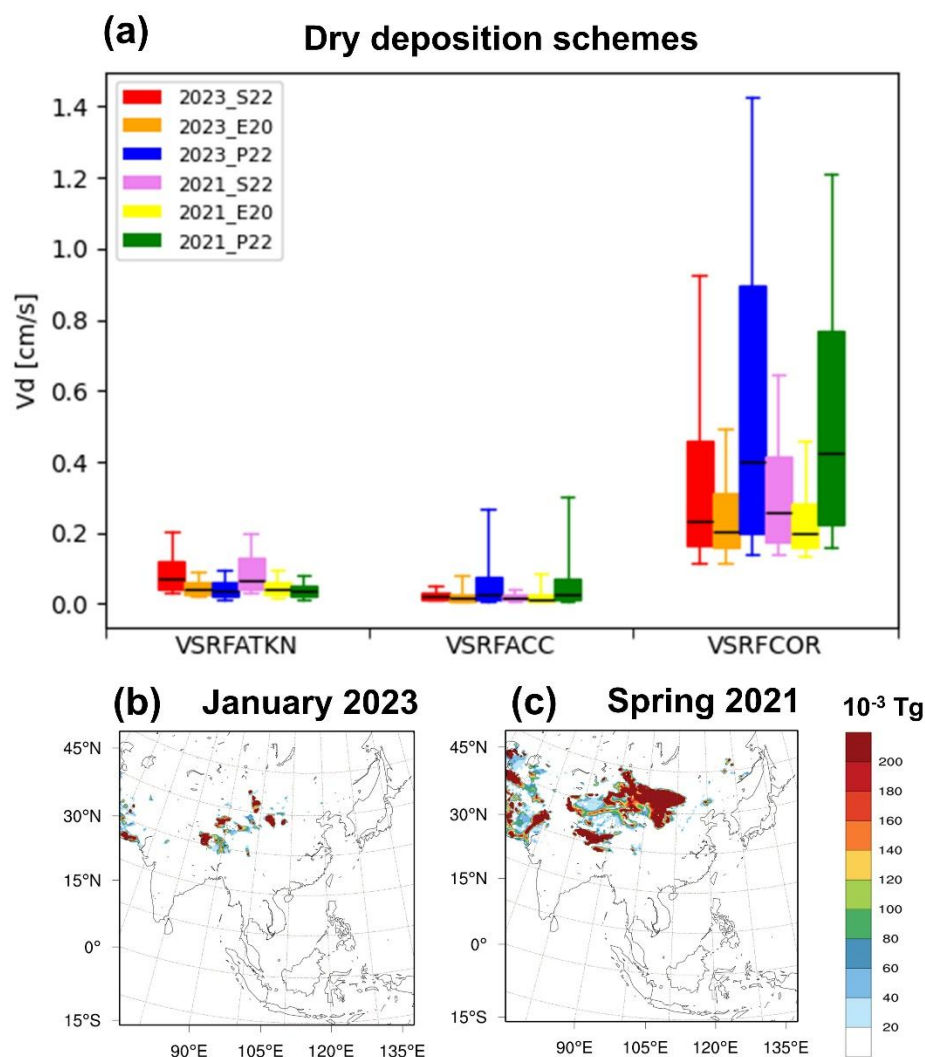 (a) Dry deposition schemes
1.4
1.2
1.0
0.8
0.6
0.4
0.2
0.0
Vd [cm/s]
2023_S22
2023_E20
2023_P22
2021_S22
2021_E20
2021_P22
VSRFATKN VSRFACC VSRFCOR
(b) January 2023
45°N
30°N
15°N
0°
15°S
90°E 105°E 120°E 135°E
(c) Spring 2021
45°N
30°N
15°N
0°
15°S
90°E 105°E 120°E 135°E
10⁻³ Tg
200
180
160
140
120
100
80
60
40
20